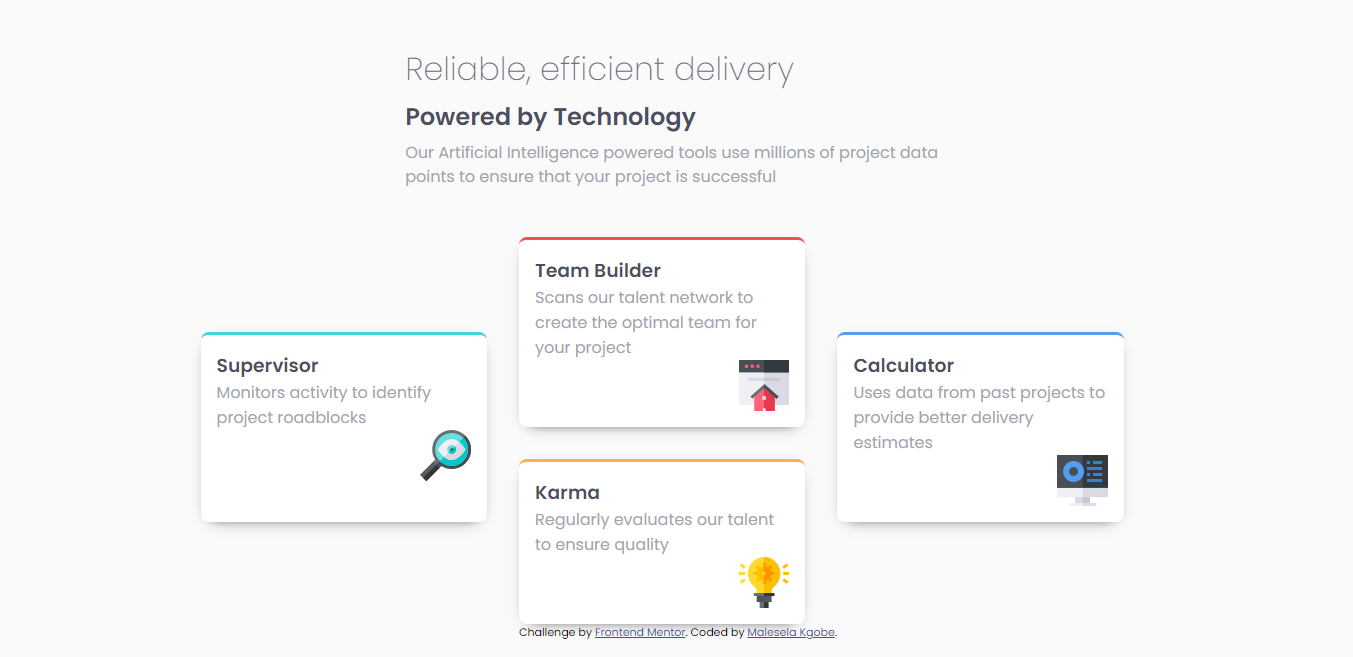 Reliable, efficient delivery
Powered by Technology
Our Artificial Intelligence powered tools use millions of project data
points to ensure that your project is successful
Supervisor
Monitors activity to identify
project roadblocks
Team Builder
Scans our talent network to
create the optimal team for
your project
Karma
Regularly evaluates our talent
to ensure quality
Calculator
Uses data from past projects to
provide better delivery
estimates
Challenge by Frontend Mentor. Coded by Malesela Kgobe.